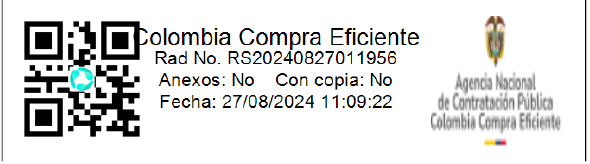 Colombia Compra Eficiente
Rad No. RS20240827011956
Anexos: No Con copia: No
Fecha: 27/08/2024 11:09:22
Agencia Nacional
de Contratación Pública
Colombia Compra Eficiente